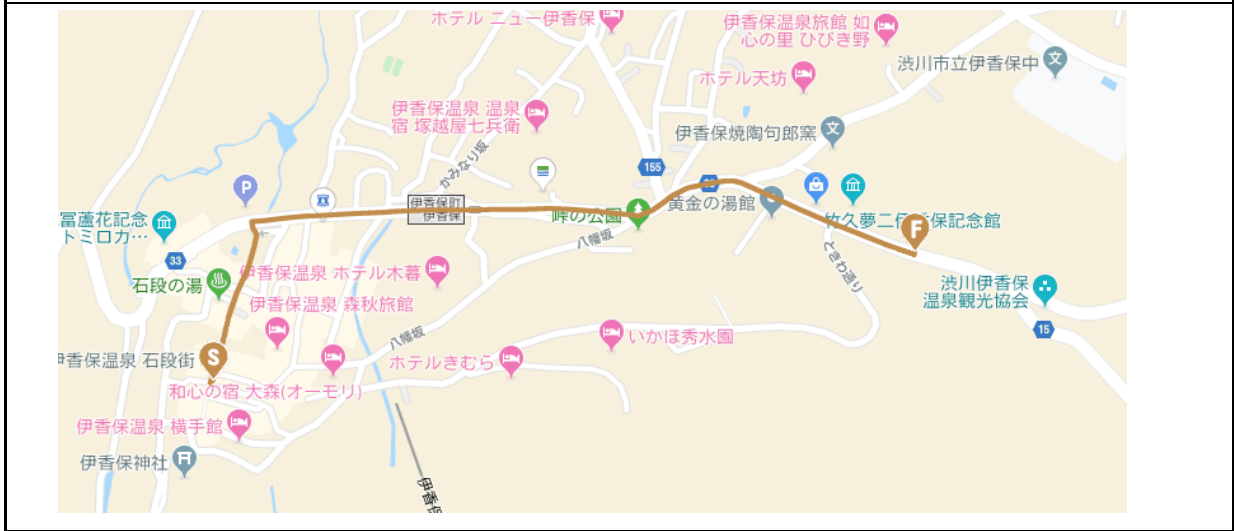 ホテル ニュー伊香保
伊香保温泉旅館 如
心の里 ひびき野
渋川市立伊香保中
文
ホテル天坊
伊香保温泉 温泉
宿 塚越屋七兵衛
伊香保焼陶句郎窯
文
かみなり坂
155
P
伊香保町
伊香保
峠の公園
黄金の湯館
竹久夢二伊香保記念館
F
冨蘆花記念
トミロカ…
33
八幡坂
ときわ通り
石段の湯
伊香保温泉 ホテル木暮
渋川伊香保
温泉観光協会
伊香保温泉 森秋旅館
15
八幡坂
いかほ秀水園
伊香保温泉 石段街
S
ホテルきむら
和心の宿 大森(オーモリ)
伊香保温泉 横手館
伊香保神社
伊香保